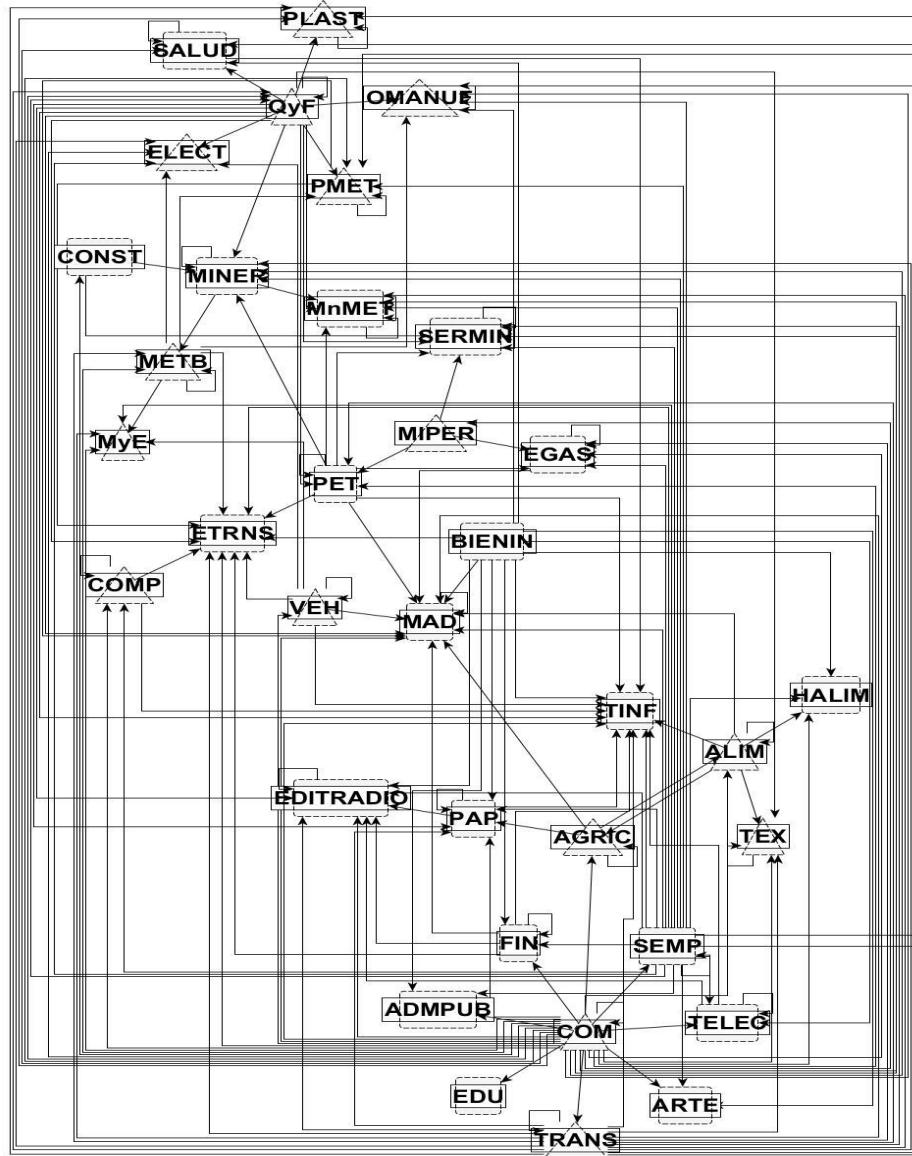 PLAST
SALUD
QyF
OMANUF
ELECT
PMET
CONST
MINER
MnMET
SERMIN
METB
MIPER
MyE
EGAS
PET
ETRNS
BIENIN
COMP
VEH
MAD
HALIM
TINF
ALIM
EDITRADIO
PAP
AGRIC
TEX
FIN
SEMP
ADMPUB
COM
TELEC
EDU
ARTE
TRANS